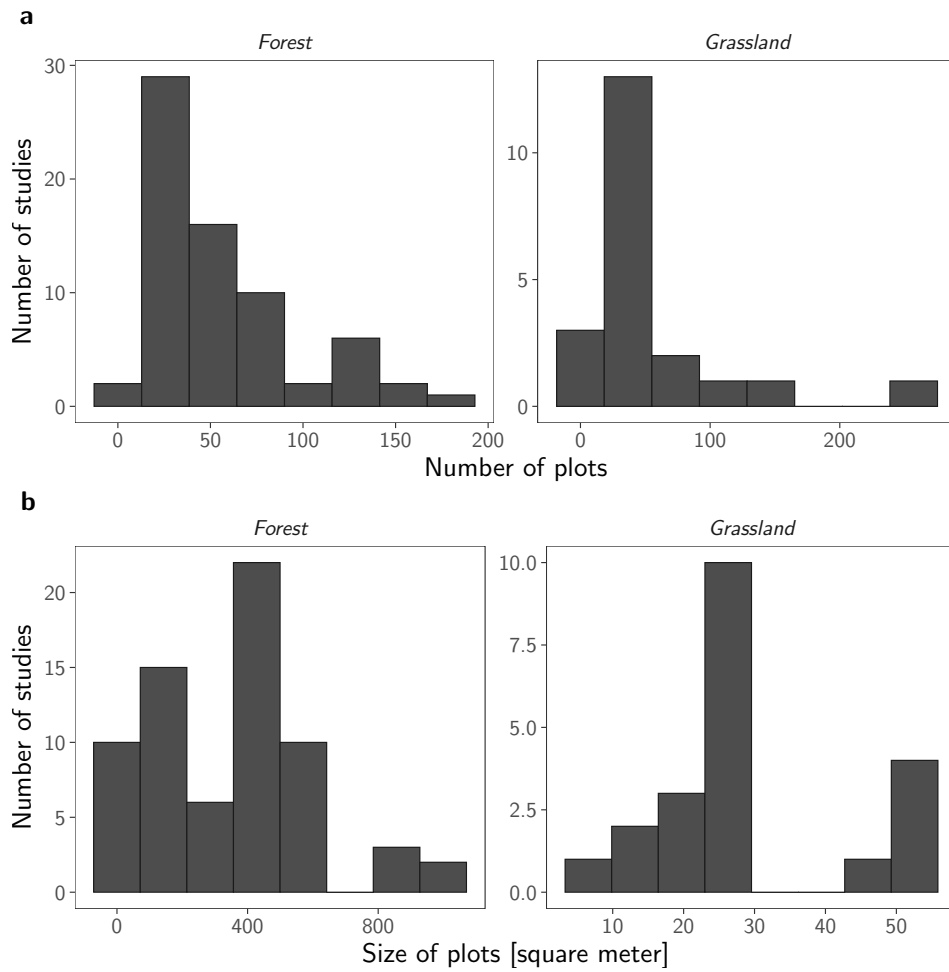 a
Forest Grassland
30
20
10
0
10
5
0
0 50 100 150 200
0 100 200
Number of studies
Number of plots
b
Forest Grassland
20
15
10
5
0
10.0
7.5
5.0
2.5
0.0
0 400 800
10 20 30 40 50
Number of studies
Size of plots [square meter]